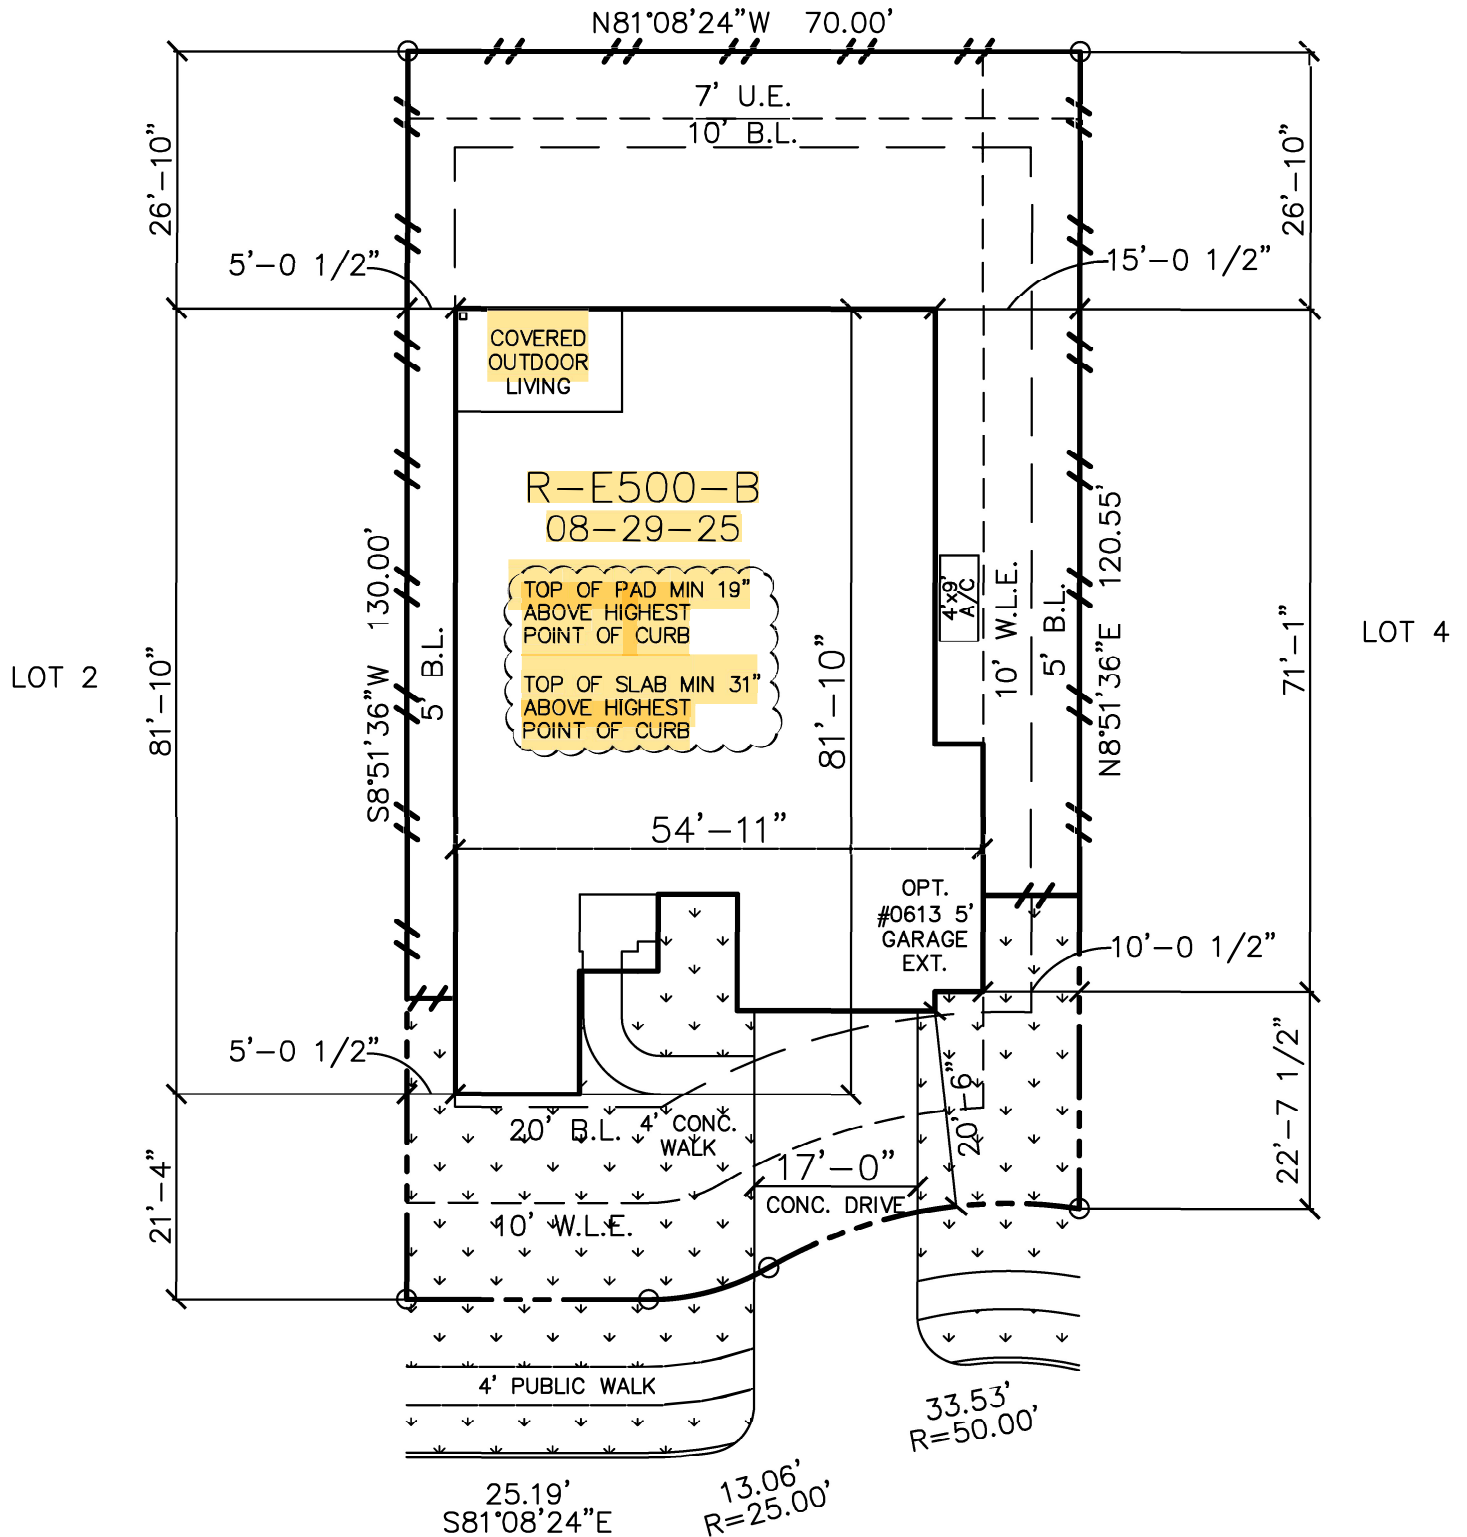 N81°08'24"W 70.00'
7' U.E.
10' B.L.
26'-10"
26'-10"
5'-0 1/2"
15'-0 1/2"
COVERED
OUTDOOR
LIVING
R-E500-B
08-29-25
TOP OF PAD MIN 19"
ABOVE HIGHEST
POINT OF CURB
TOP OF SLAB MIN 31"
ABOVE HIGHEST
POINT OF CURB
S8°51'36"W 130.00'
5' B.L.
4'x9'
A/C
10' W.L.E.
5' B.L.
N8°51'36"E 120.55'
LOT 2
LOT 4
81'-10"
81'-10"
71'-1"
54'-11"
OPT.
#0613 5'
GARAGE
EXT.
10'-0 1/2"
5'-0 1/2"
20' B.L.
4' CONC.
WALK
20'-6"
22'-7 1/2"
21'-4"
17'-0"
CONC. DRIVE
10' W.L.E.
4' PUBLIC WALK
33.53'
R=50.00'
25.19'
S81°08'24"E
13.06'
R=25.00'